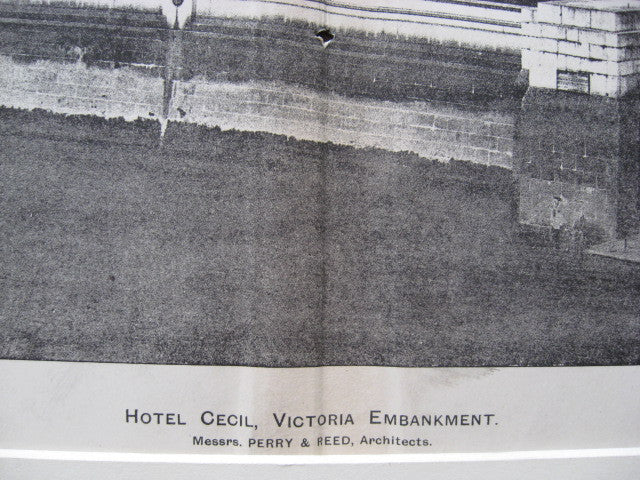 HOTEL CECIL, VICTORIA EMBANKMENT.
Messrs. PERRY & REED, Architects.